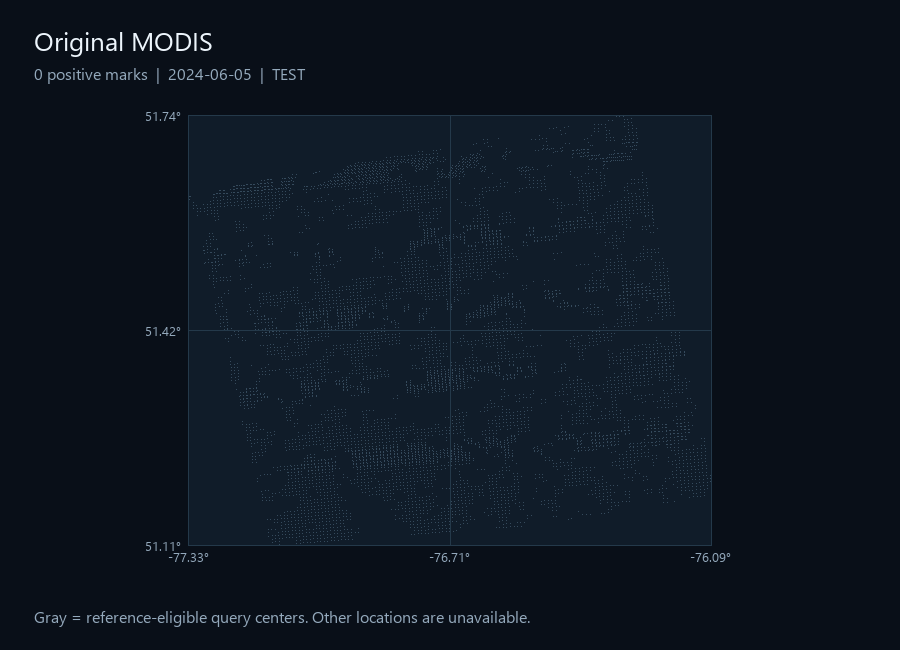 Original MODIS
0 positive marks | 2024-06-05 | TEST
51.74°
51.42°
51.11°
-77.33° -76.71° -76.09°
Gray = reference-eligible query centers. Other locations are unavailable.